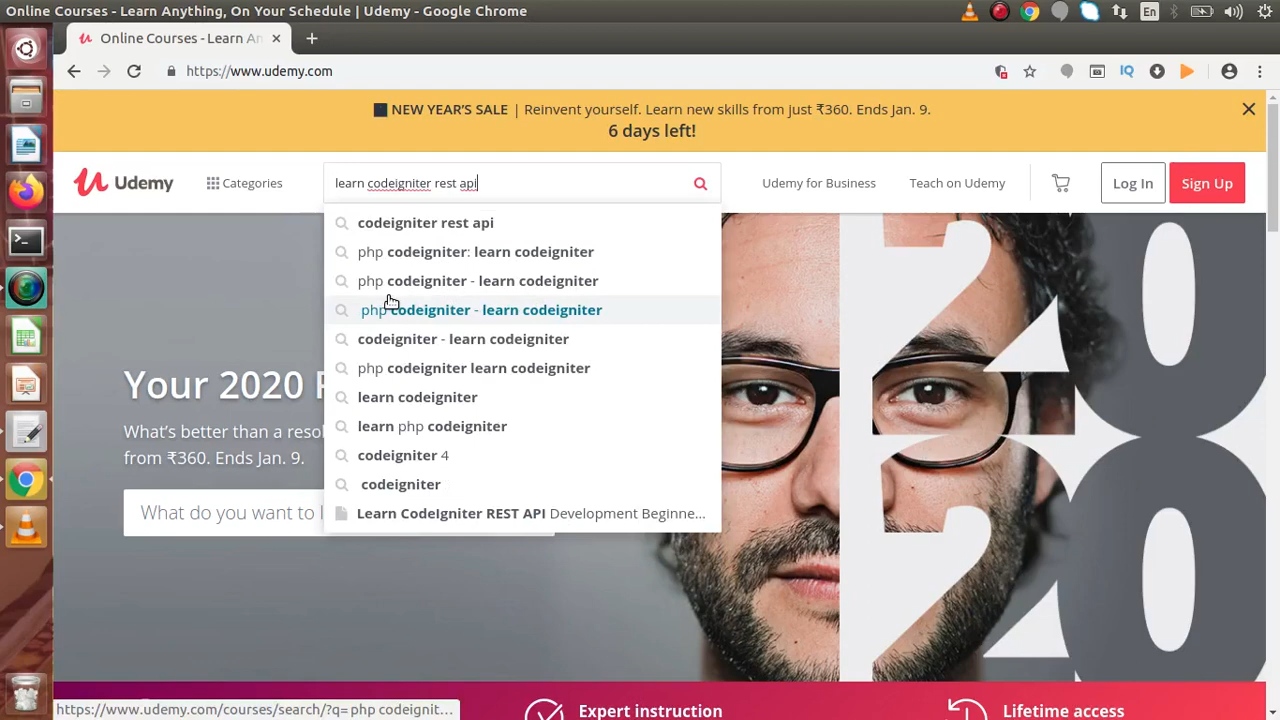 Online Courses - Learn Anything, On Your Schedule | Udemy - Google Chrome
En
Online Courses - Learn An
https://www.udemy.com
IQ
NEW YEAR'S SALE | Reinvent yourself. Learn new skills from just ₹360. Ends Jan. 9.
6 days left!
Udemy
Categories
learn codeigniter rest api
Udemy for Business
Teach on Udemy
Log In
Sign Up
codeigniter rest api
php codeigniter: learn codeigniter
php codeigniter - learn codeigniter
php codeigniter - learn codeigniter
codeigniter - learn codeigniter
php codeigniter learn codeigniter
learn codeigniter
learn php codeigniter
codeigniter 4
codeigniter
Learn CodeIgniter REST API Development Beginne...
Your 2020
What's better than a
from ₹360. Ends Jan. 9.
What do you want to
2020
https://www.udemy.com/courses/search/?q= php codeignit...
Expert instruction
Lifetime access